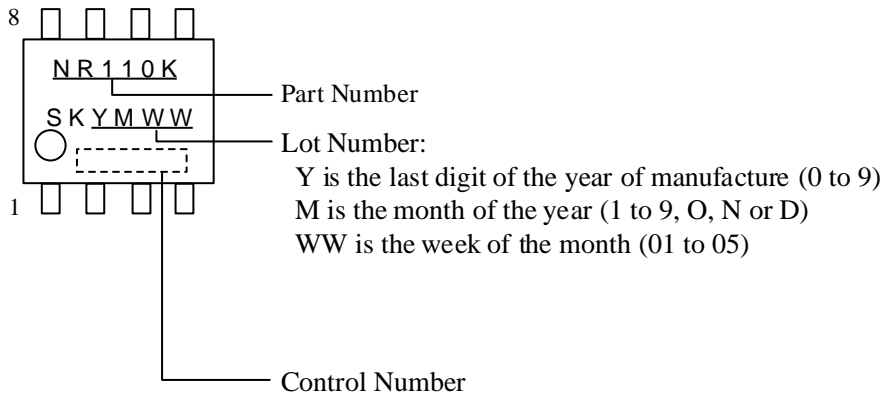 8
NR110K
Part Number
SKYMWW
Lot Number:
Y is the last digit of the year of manufacture (0 to 9)
M is the month of the year (1 to 9, O, N or D)
WW is the week of the month (01 to 05)
1
Control Number